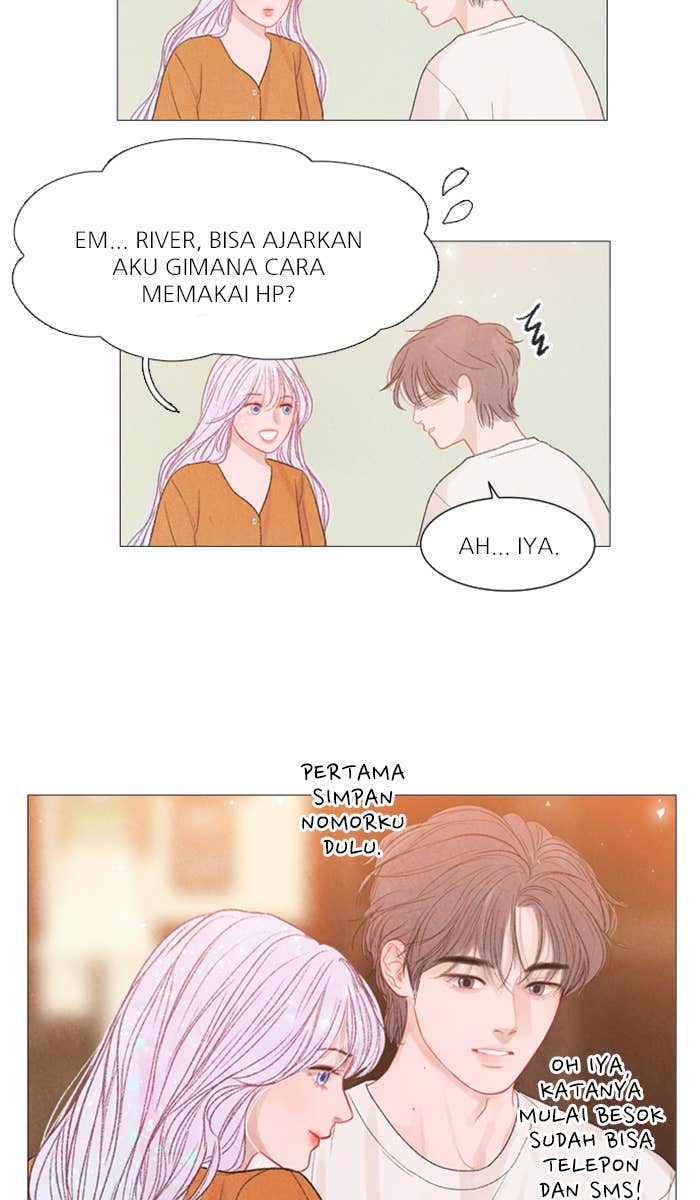 EM... RIVER, BISA AJARKAN
AKU GIMANA CARA
MEMAKAI HP?
AH... IYA.
PERTAMA
SIMPAN
NOMORKU
DULU.
OH IYA,
KATANYA
MULAI BESOK
SUDAH BISA
TELEPON
DAN SMS!